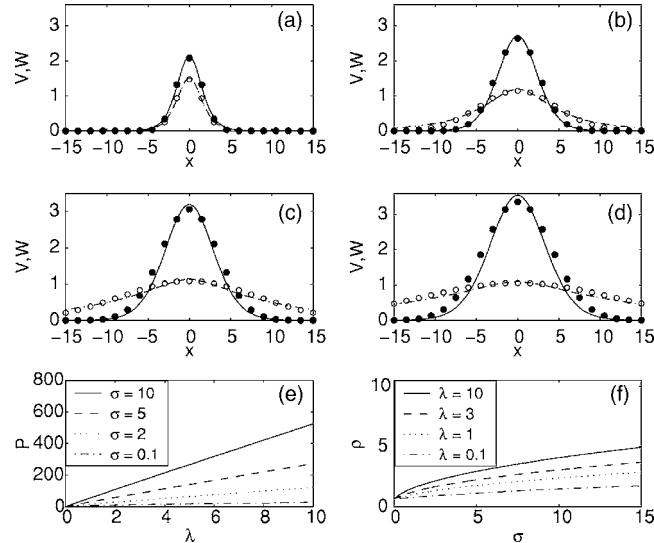 (a)
3
2
1
0
V,W
−15 −10 −5 0 5 10 15
x
(b)
3
2
1
0
V,W
−15 −10 −5 0 5 10 15
x
(c)
3
2
1
0
V,W
−15 −10 −5 0 5 10 15
x
(d)
3
2
1
0
V,W
−15 −10 −5 0 5 10 15
x
(e)
800
600
400
200
0
P
σ = 10
σ = 5
σ = 2
σ = 0.1
0 2 4 6 8 10
λ
(f)
10
5
0
ρ
λ = 10
λ = 3
λ = 1
λ = 0.1
0 5 10 15
σ